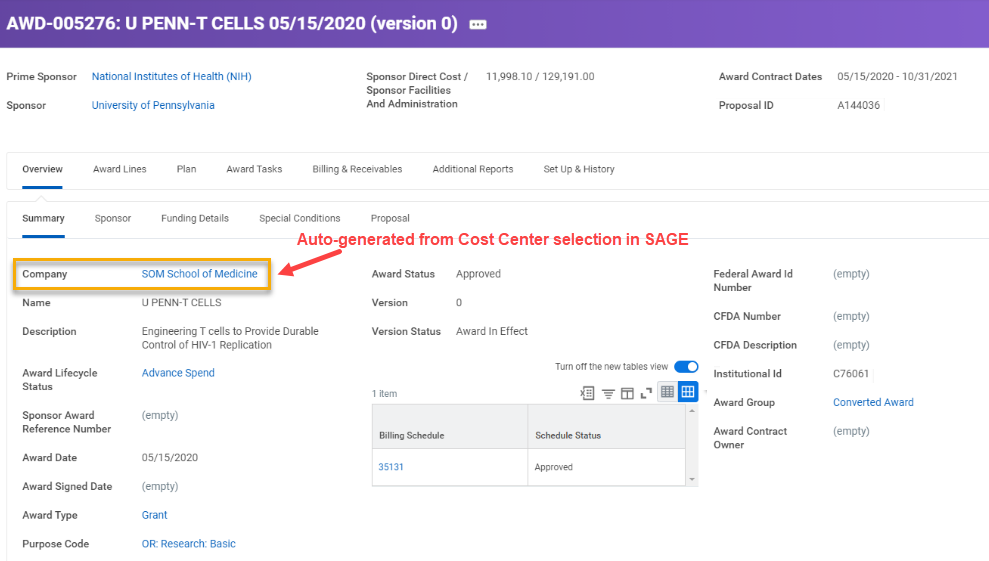 AWD-005276: U PENN-T CELLS 05/15/2020 (version 0)
Prime Sponsor National Institutes of Health (NIH)
Sponsor University of Pennsylvania
Sponsor Direct Cost / 11,998.10 / 129,191.00
Sponsor Facilities
And Administration
Award Contract Dates 05/15/2020 - 10/31/2021
Proposal ID A144036
Overview Award Lines Plan Award Tasks Billing & Receivables Additional Reports Set Up & History
Summary Sponsor Funding Details Special Conditions Proposal
Auto-generated from Cost Center selection in SAGE
Company SOM School of Medicine
Name U PENN-T CELLS
Description Engineering T cells to Provide Durable
Control of HIV-1 Replication
Award Lifecycle Advance Spend
Status
Sponsor Award (empty)
Reference Number
Award Date 05/15/2020
Award Signed Date (empty)
Award Type Grant
Purpose Code OR: Research: Basic
Award Status Approved
Version 0
Version Status Award In Effect
Turn off the new tables view
1 item
Billing Schedule Schedule Status
35131 Approved
Federal Award Id (empty)
Number
CFDA Number (empty)
CFDA Description (empty)
Institutional Id C76061
Award Group Converted Award
Award Contract (empty)
Owner